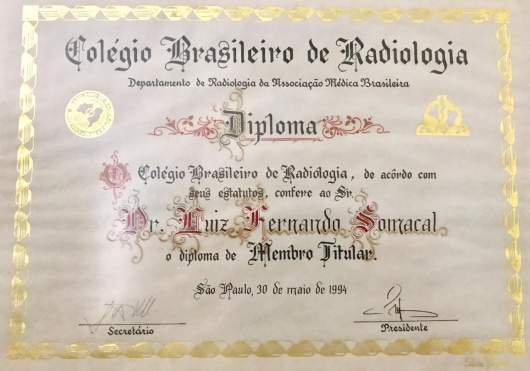 Colégio Brasileiro de Radiologia
Departamento de Radiologia da Associação Médica Brasileira
Diploma
O Colégio Brasileiro de Radiologia, de acôrdo com
seus estatutos, confere ao Sr.
Dr. Luiz Fernando Somacal
o diploma de Membro Titular.
São Paulo, 30 de maio de 1994
Secretário
Presidente